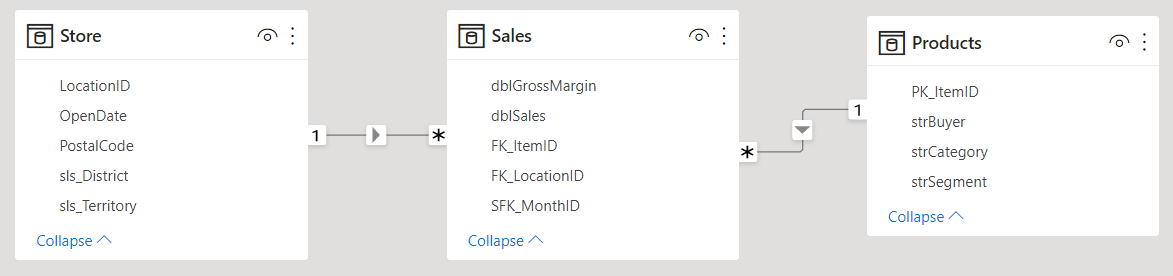 Store
LocationID
OpenDate
PostalCode
sls_District
sls_Territory
Collapse
1
*
Sales
dblGrossMargin
dblSales
FK_ItemID
FK_LocationID
SFK_MonthID
Collapse
*
1
Products
PK_ItemID
strBuyer
strCategory
strSegment
Collapse